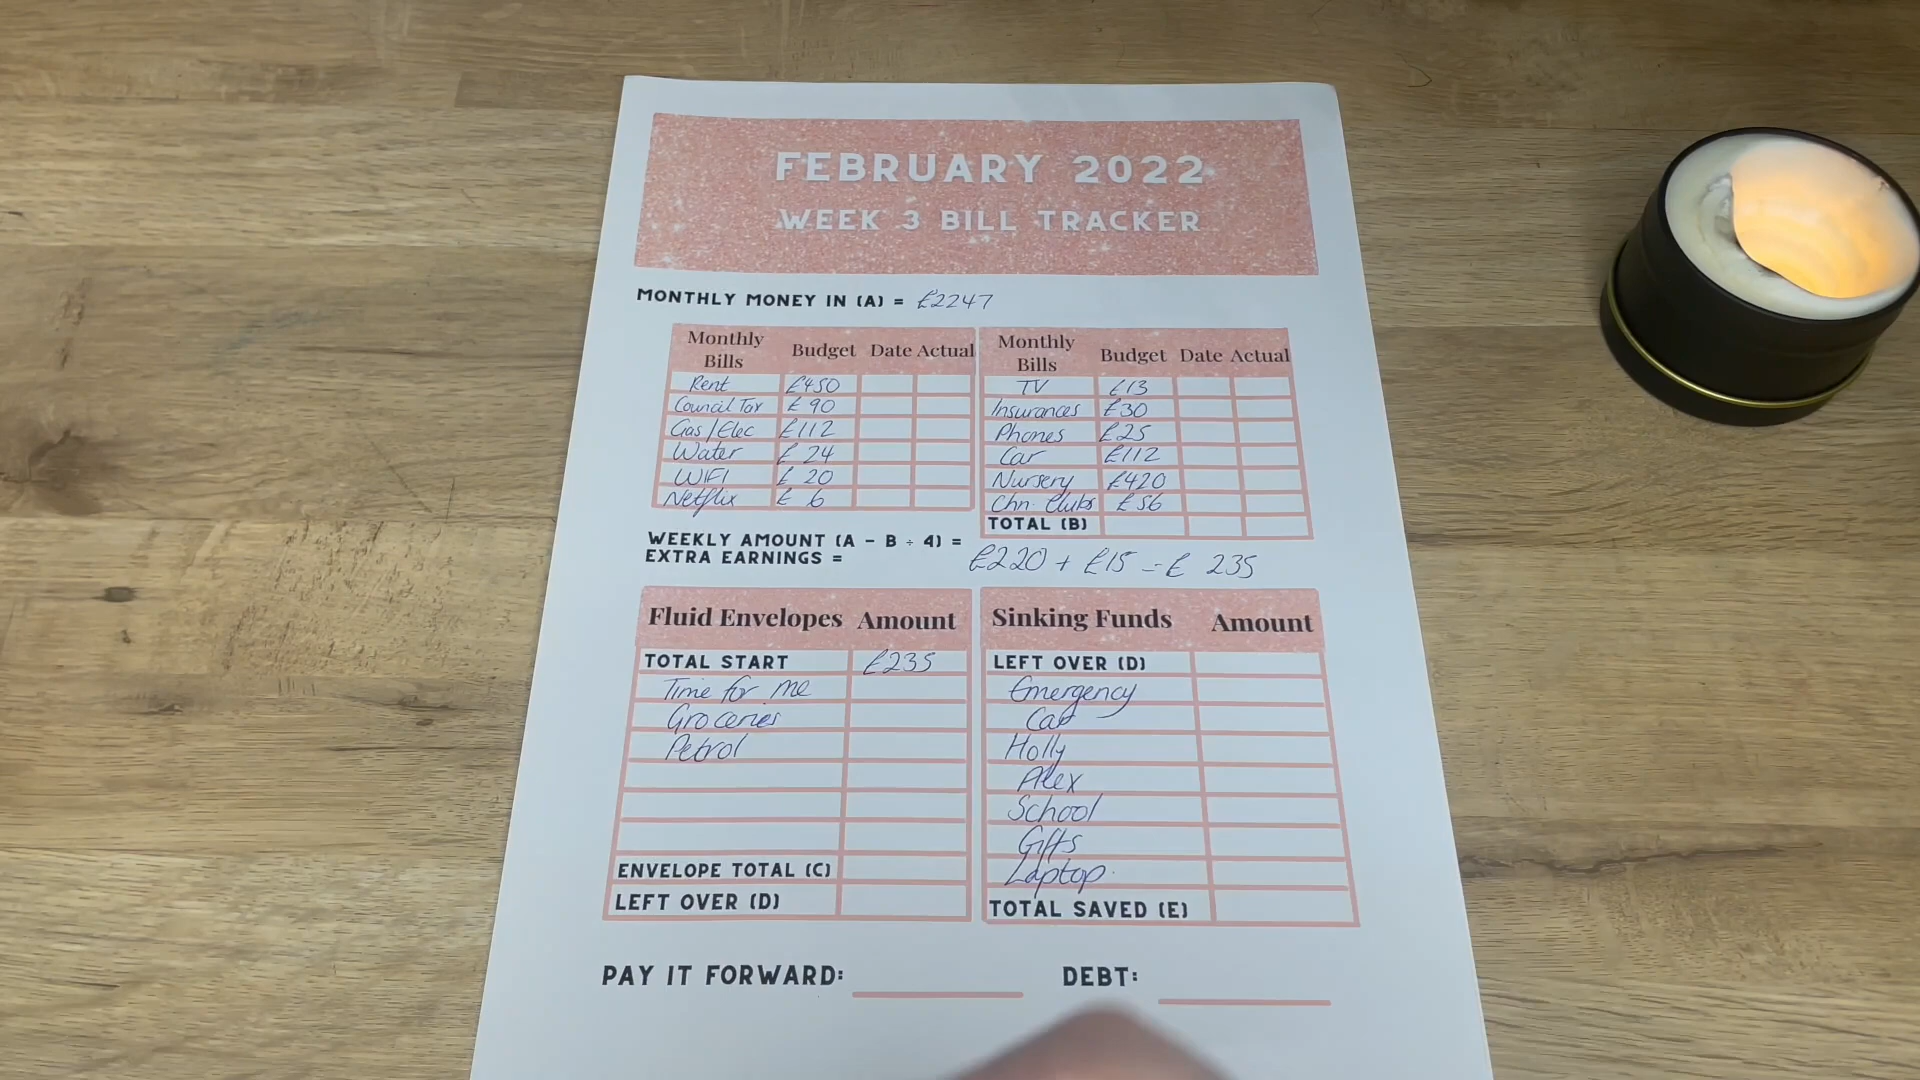 FEBRUARY 2022
WEEK 3 BILL TRACKER
MONTHLY MONEY IN (A) = £2247
Monthly Bills Budget Date Actual
Rent £450
Council Tax £ 90
Gas/Elec £112
Water £ 24
WIFI £ 20
Netflix £ 6
Monthly Bills Budget Date Actual
TV £13
Insurances £30
Phones £25
Car £112
Nursery £420
Chn. Clubs £56
TOTAL (B)
WEEKLY AMOUNT (A - B ÷ 4) =
EXTRA EARNINGS =
£220 + £15 = £ 235
Fluid Envelopes Amount
TOTAL START £235
Time for me
Groceries
Petrol
ENVELOPE TOTAL (C)
LEFT OVER (D)
Sinking Funds Amount
LEFT OVER (D)
Emergency
Car
Holly
Alex
School
Gifts
Laptop
TOTAL SAVED (E)
PAY IT FORWARD:
DEBT: